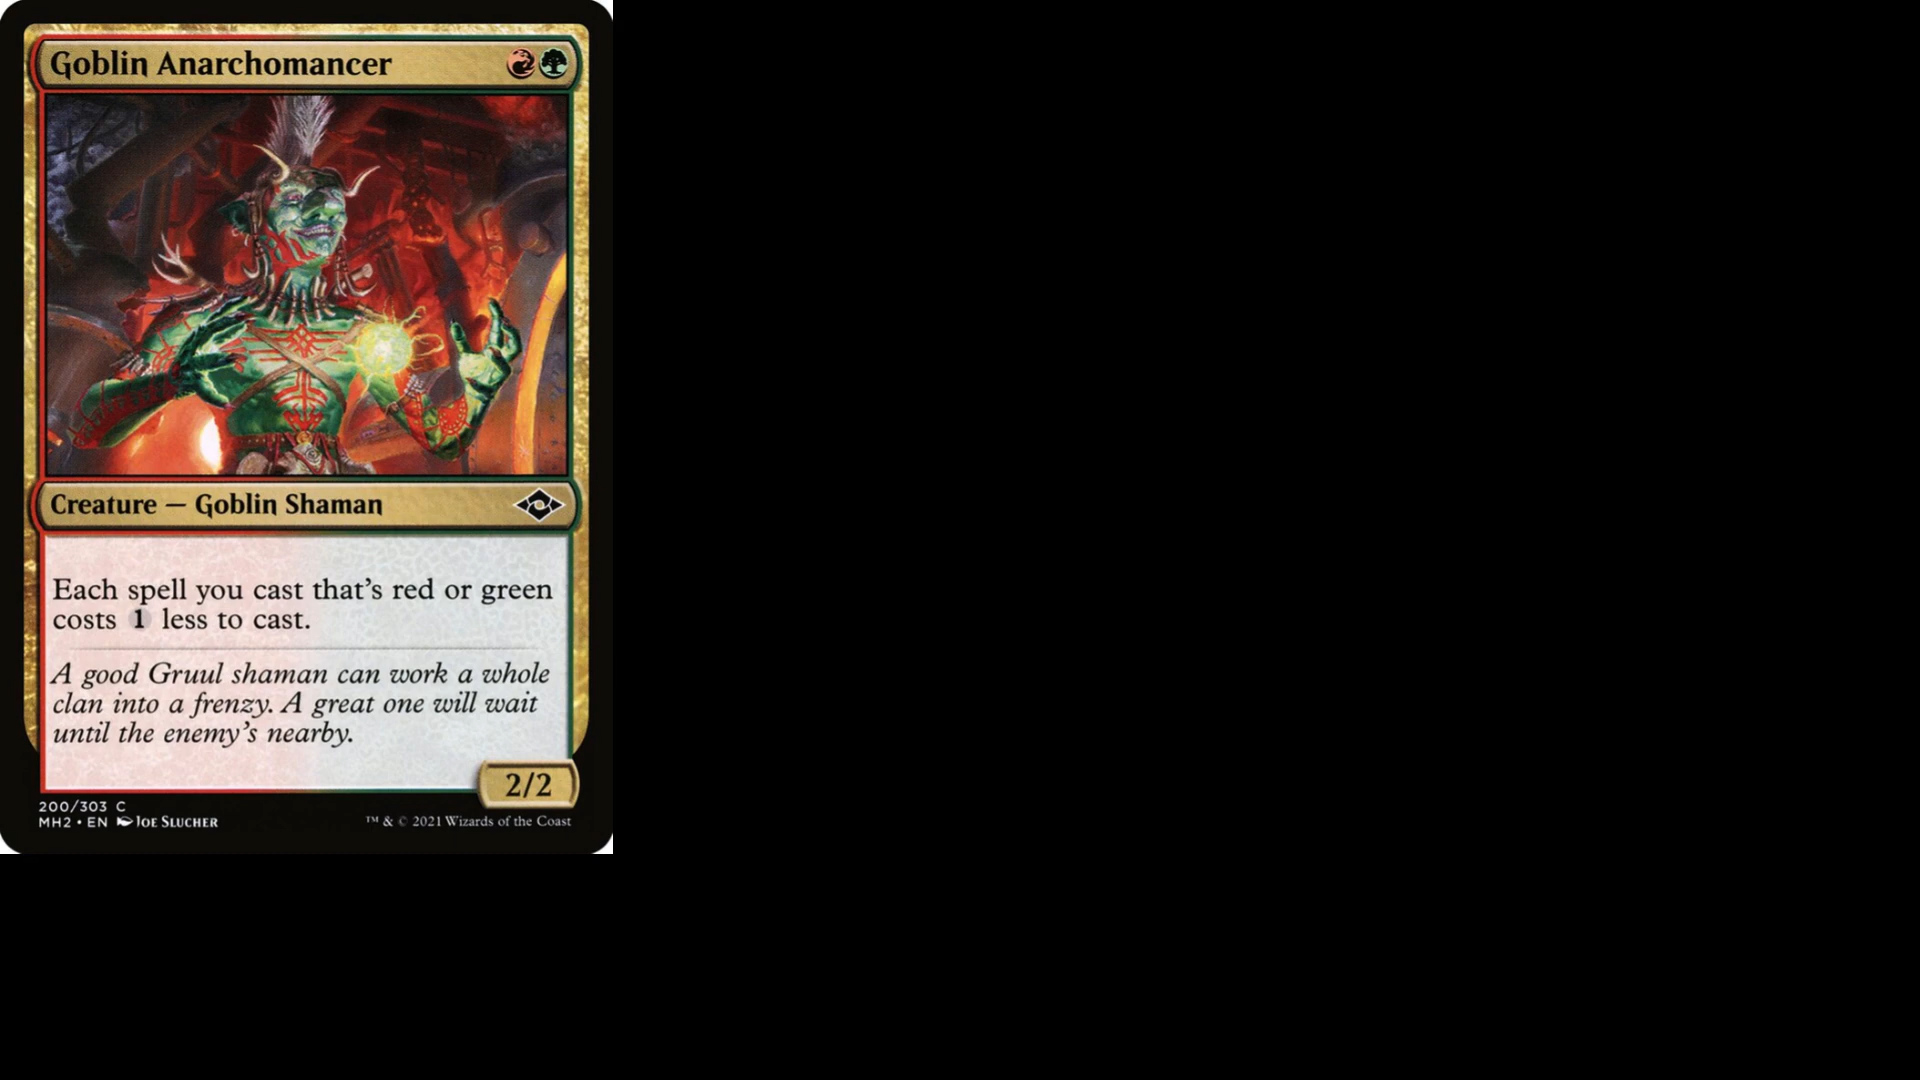 Goblin Anarchomancer
Creature — Goblin Shaman
Each spell you cast that's red or green
costs 1 less to cast.
A good Gruul shaman can work a whole
clan into a frenzy. A great one will wait
until the enemy's nearby.
2/2
200/303 C
MH2 • EN Joe Slucher
™ & © 2021 Wizards of the Coast